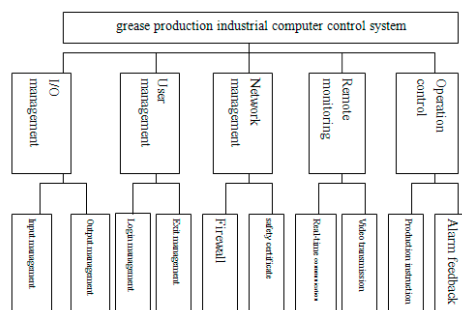 grease production industrial computer control system
I/O
management
User
management
Network
management
Remote
monitoring
Operation
control
Input management
Output management
Login management
Exit management
Firewall
safety certificate
Real-time communication
Video transmission
Production instruction
Alarm feedback